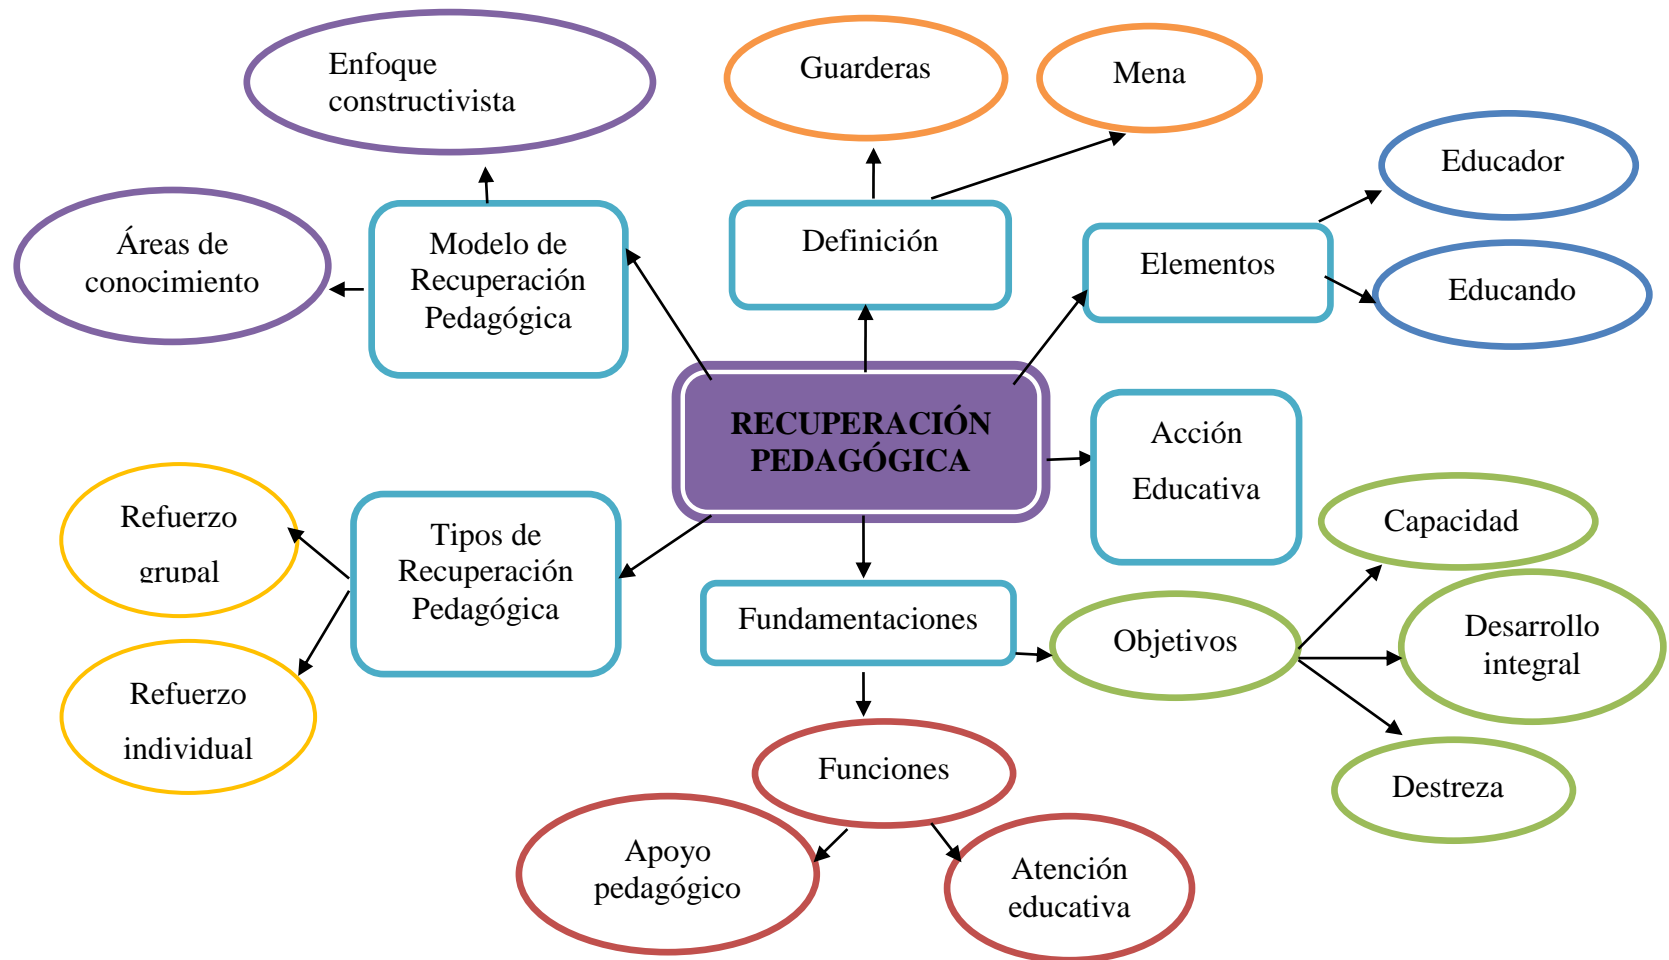 Enfoque
constructivista
Guarderas
Mena
Educador
Áreas de
conocimiento
Modelo de
Recuperación
Pedagógica
Definición
Elementos
Educando
RECUPERACIÓN
PEDAGÓGICA
Acción
Educativa
Refuerzo
grupal
Tipos de
Recuperación
Pedagógica
Capacidad
Fundamentaciones
Objetivos
Desarrollo
integral
Refuerzo
individual
Funciones
Destreza
Apoyo
pedagógico
Atención
educativa